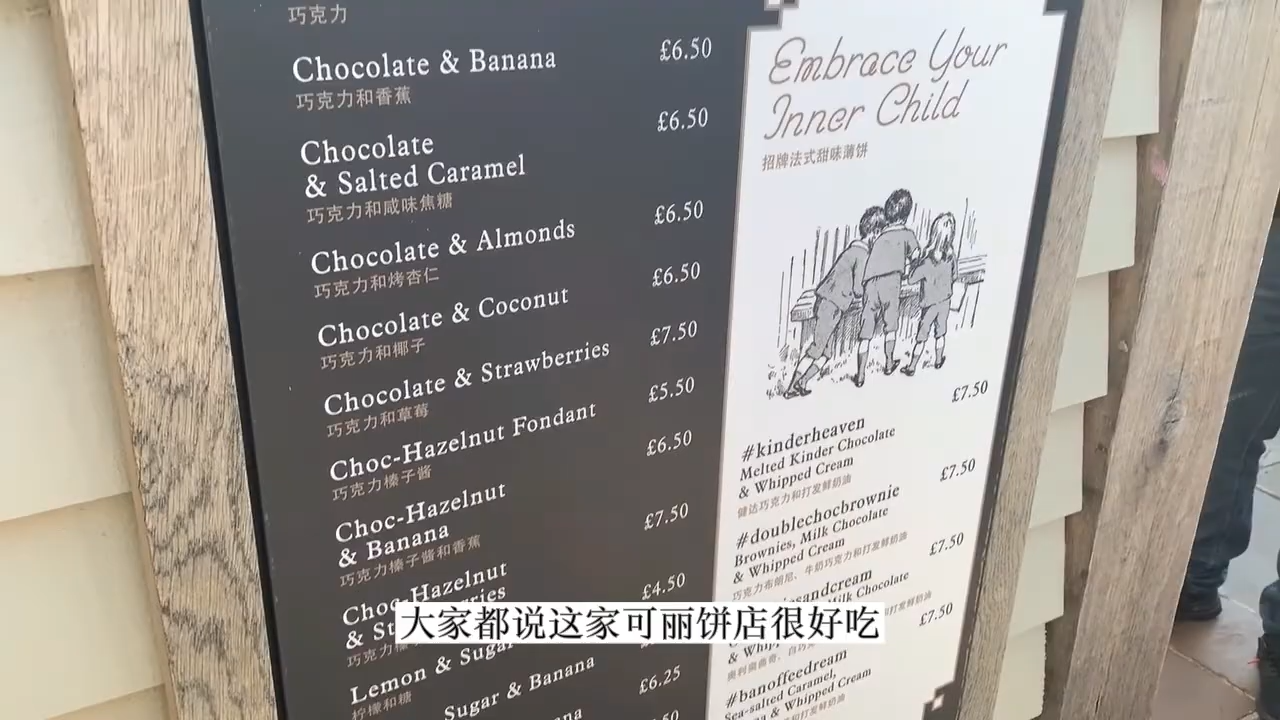 巧克力
Chocolate & Banana £6.50
巧克力和香蕉
Chocolate £6.50
& Salted Caramel
巧克力和咸味焦糖
Chocolate & Almonds £6.50
巧克力和烤杏仁
Chocolate & Coconut £6.50
巧克力和椰子
Chocolate & Strawberries £7.50
巧克力和草莓
Choc-Hazelnut Fondant £5.50
巧克力榛子酱
Choc-Hazelnut £6.50
& Banana
巧克力榛子酱和香蕉
Choc-Hazelnut £7.50
&
巧克力
Lemon & Sugar £4.50
柠檬和糖
Sugar & Banana £6.25
Embrace Your
Inner Child
招牌法式甜味薄饼
#kinderheaven £7.50
Melted Kinder Chocolate
& Whipped Cream
健达巧克力和打发鲜奶油
#doublechocbrownie £7.50
Brownies, Milk Chocolate
& Whipped Cream
巧克力布朗尼、牛奶巧克力和打发鲜奶油
£7.50
Milk Chocolate
#banoffeedream £7.50
Sea-salted Caramel,
& Whipped Cream
大家都说这家可丽饼店很好吃